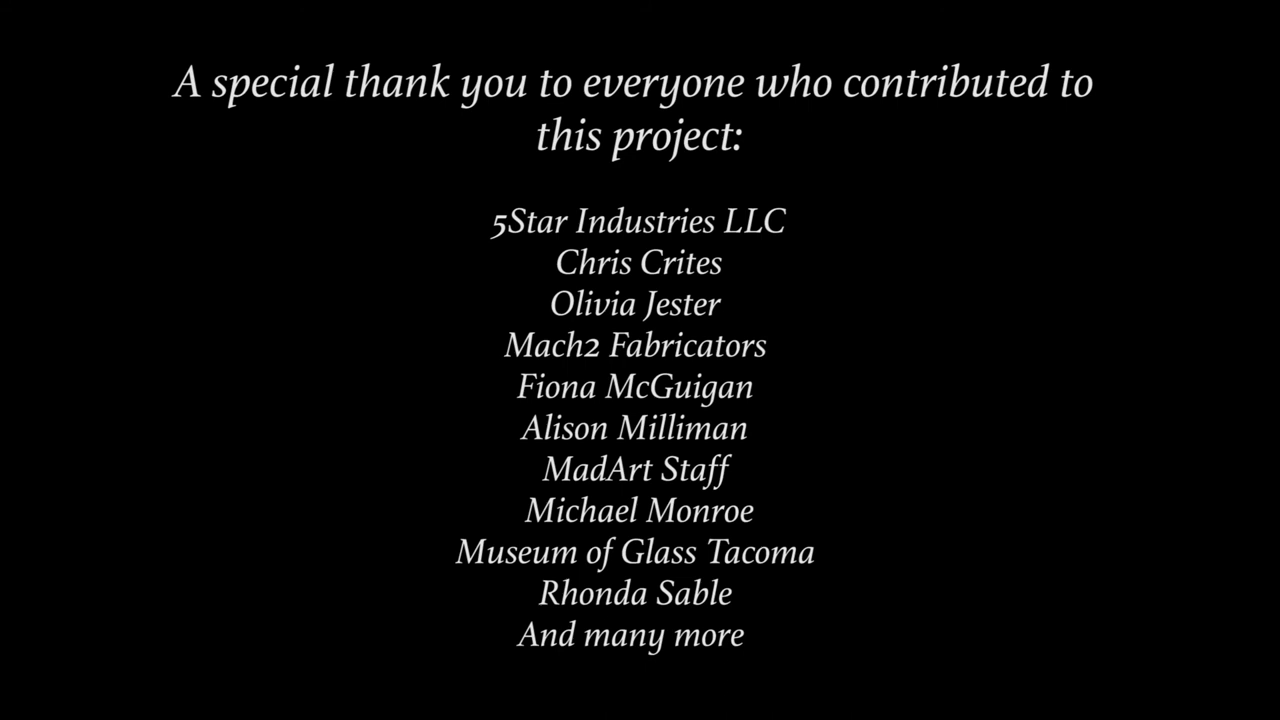 A special thank you to everyone who contributed to
this project:
5Star Industries LLC
Chris Crites
Olivia Jester
Mach2 Fabricators
Fiona McGuigan
Alison Milliman
MadArt Staff
Michael Monroe
Museum of Glass Tacoma
Rhonda Sable
And many more